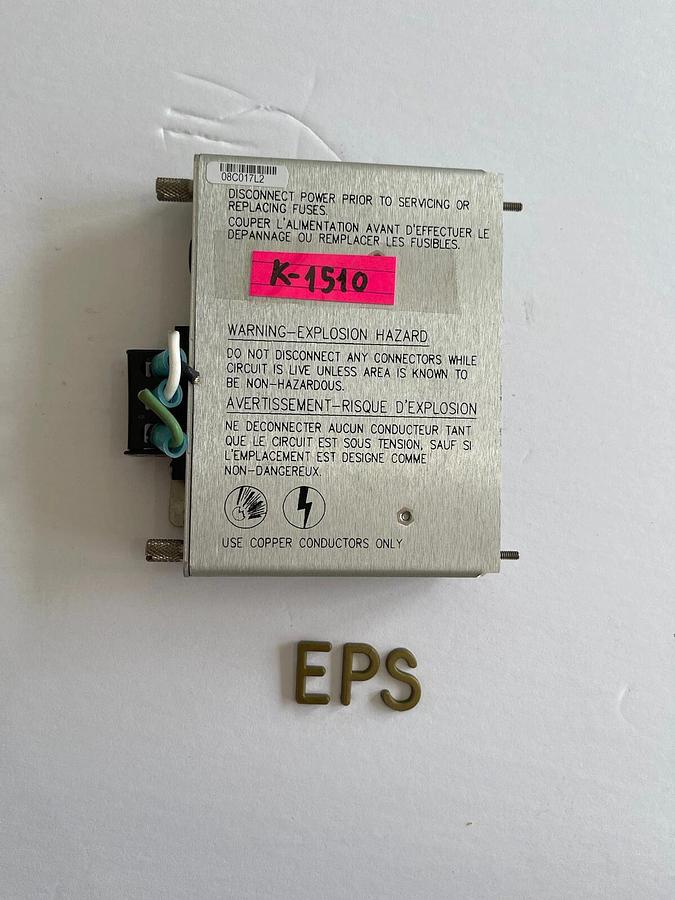 08C017L2
DISCONNECT POWER PRIOR TO SERVICING OR
REPLACING FUSES.
COUPER L'ALIMENTATION AVANT D'EFFECTUER LE
DEPANNAGE OU REMPLACER LES FUSIBLES.
K-1510
WARNING-EXPLOSION HAZARD
DO NOT DISCONNECT ANY CONNECTORS WHILE
CIRCUIT IS LIVE UNLESS AREA IS KNOWN TO
BE NON-HAZARDOUS.
AVERTISSEMENT-RISQUE D'EXPLOSION
NE DECONNECTER AUCUN CONDUCTEUR TANT
QUE LE CIRCUIT EST SOUS TENSION, SAUF SI
L'EMPLACEMENT EST DESIGNE COMME
NON-DANGEREUX.
USE COPPER CONDUCTORS ONLY
EPS